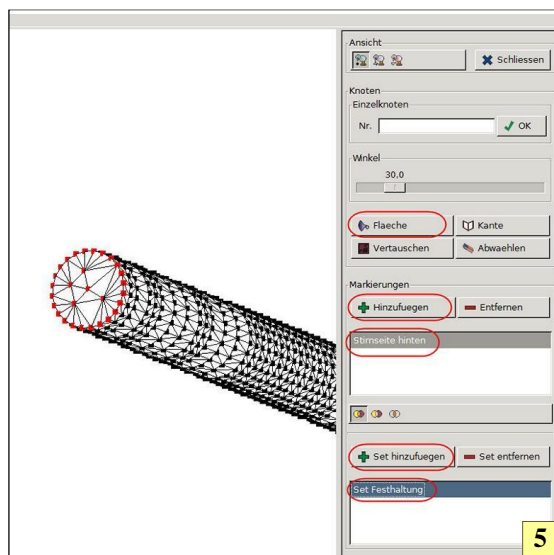 Ansicht
Schliessen
Knoten
Einzelknoten
Nr.
OK
Winkel
30.0
Flaeche
Kante
Vertauschen
Abwaehlen
Markierungen
Hinzufuegen
Entfernen
Stirnseite hinten
Set hinzufuegen
Set entfernen
Set Festhaltung
5